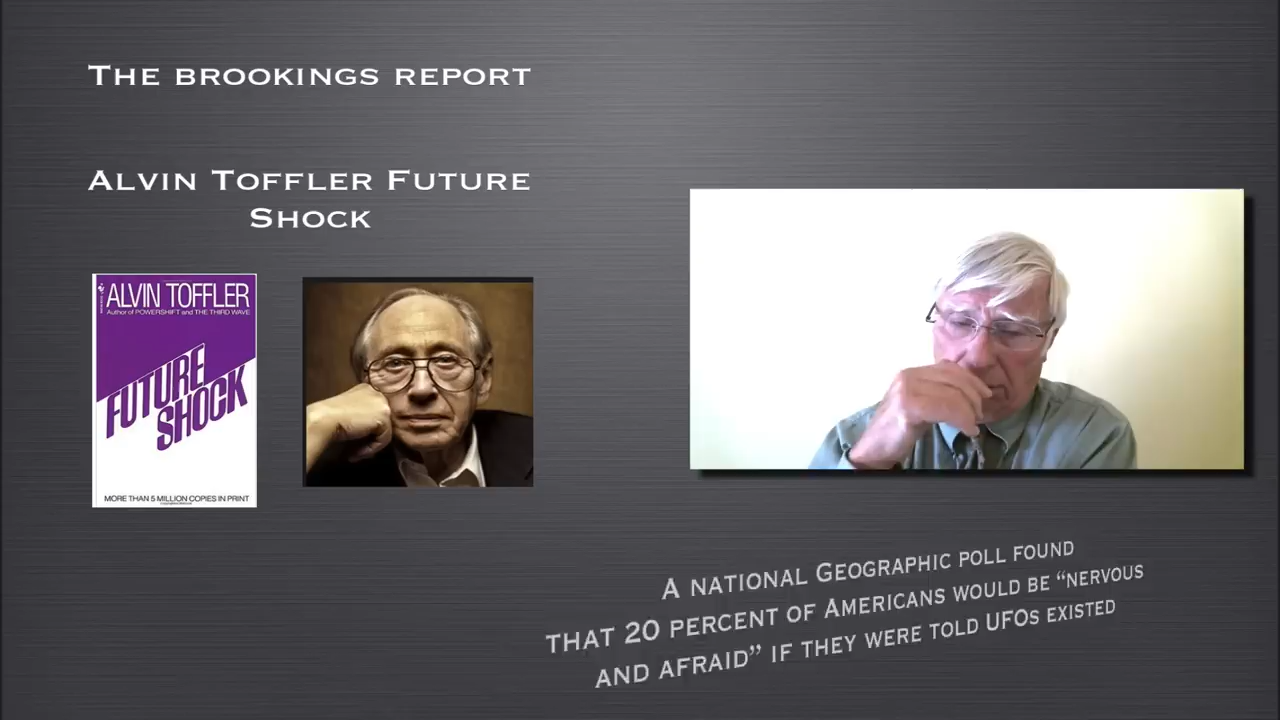 THE BROOKINGS REPORT
ALVIN TOFFLER FUTURE
SHOCK
ALVIN TOFFLER
Author of POWERSHIFT and THE THIRD WAVE
FUTURE
SHOCK
MORE THAN 5 MILLION COPIES IN PRINT
A NATIONAL GEOGRAPHIC POLL FOUND
THAT 20 PERCENT OF AMERICANS WOULD BE “NERVOUS
AND AFRAID” IF THEY WERE TOLD UFOS EXISTED